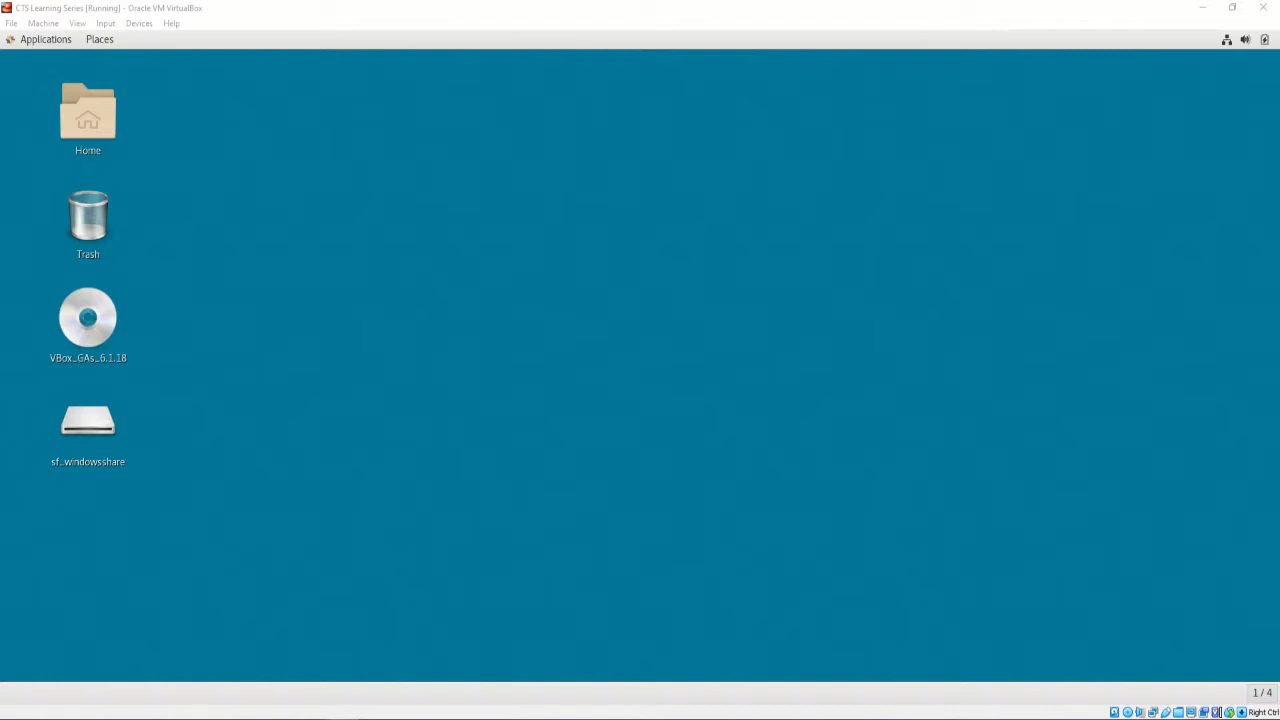 CTS Learning Series [Running] - Oracle VM VirtualBox
File Machine View Input Devices Help
Applications Places
Home
Trash
VBox_GAs_6.1.18
sf_windowsshare
1 / 4
Right Ctrl